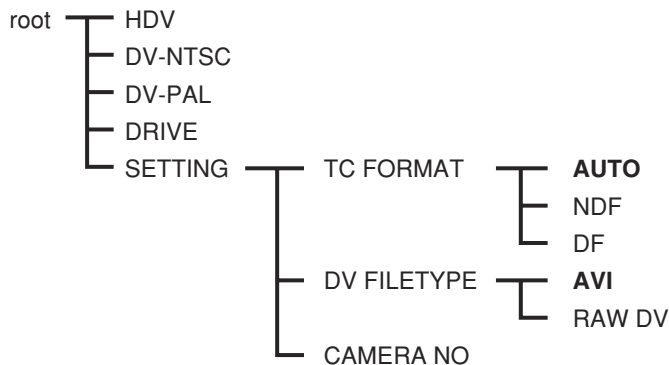 root HDV
DV-NTSC
DV-PAL
DRIVE
SETTING TC FORMAT AUTO
NDF
DF
DV FILETYPE AVI
RAW DV
CAMERA NO